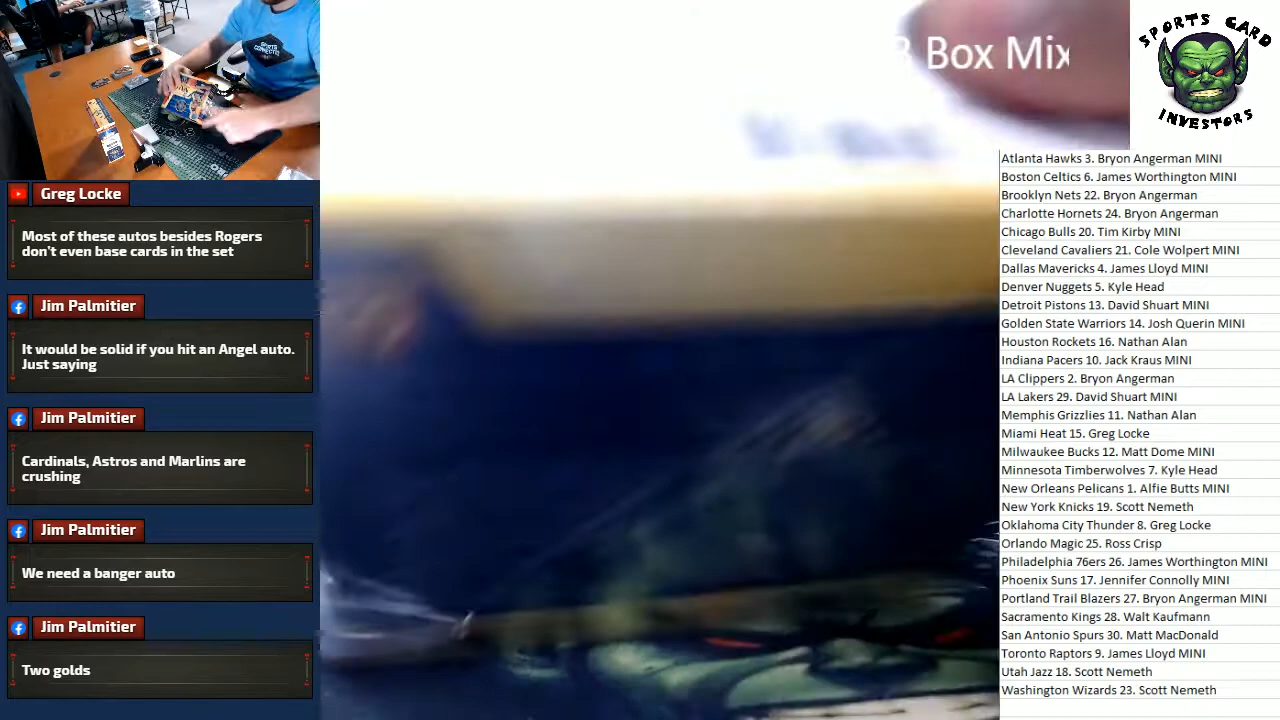 Box Mix
SPORTS CARD
INVESTORS
Greg Locke
Most of these autos besides Rogers
don't even base cards in the set
Jim Palmitier
It would be solid if you hit an Angel auto.
Just saying
Jim Palmitier
Cardinals, Astros and Marlins are
crushing
Jim Palmitier
We need a banger auto
Jim Palmitier
Two golds
Atlanta Hawks 3. Bryon Angerman MINI
Boston Celtics 6. James Worthington MINI
Brooklyn Nets 22. Bryon Angerman
Charlotte Hornets 24. Bryon Angerman
Chicago Bulls 20. Tim Kirby MINI
Cleveland Cavaliers 21. Cole Wolpert MINI
Dallas Mavericks 4. James Lloyd MINI
Denver Nuggets 5. Kyle Head
Detroit Pistons 13. David Shuart MINI
Golden State Warriors 14. Josh Querin MINI
Houston Rockets 16. Nathan Alan
Indiana Pacers 10. Jack Kraus MINI
LA Clippers 2. Bryon Angerman
LA Lakers 29. David Shuart MINI
Memphis Grizzlies 11. Nathan Alan
Miami Heat 15. Greg Locke
Milwaukee Bucks 12. Matt Dome MINI
Minnesota Timberwolves 7. Kyle Head
New Orleans Pelicans 1. Alfie Butts MINI
New York Knicks 19. Scott Nemeth
Oklahoma City Thunder 8. Greg Locke
Orlando Magic 25. Ross Crisp
Philadelphia 76ers 26. James Worthington MINI
Phoenix Suns 17. Jennifer Connolly MINI
Portland Trail Blazers 27. Bryon Angerman MINI
Sacramento Kings 28. Walt Kaufmann
San Antonio Spurs 30. Matt MacDonald
Toronto Raptors 9. James Lloyd MINI
Utah Jazz 18. Scott Nemeth
Washington Wizards 23. Scott Nemeth